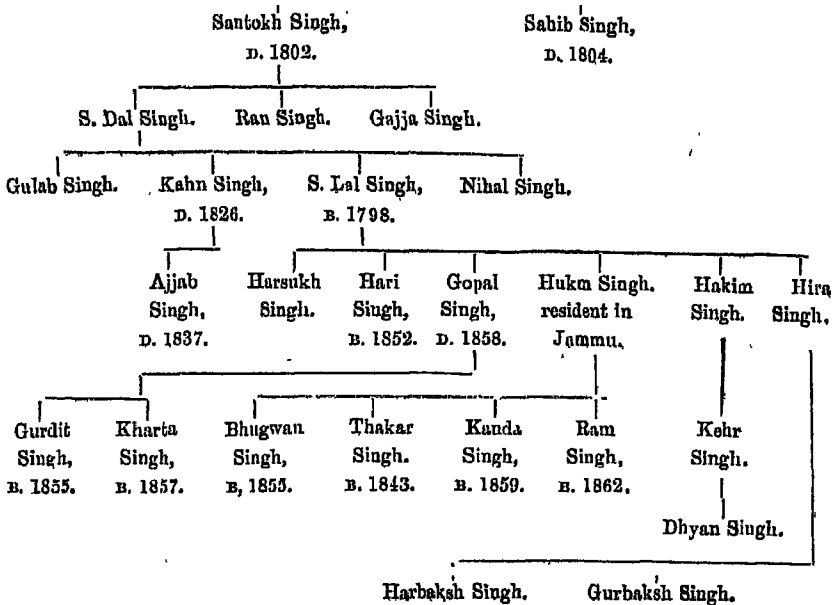 Santokh Singh, Sahib Singh,
D. 1802. D. 1804.
S. Dal Singh. Ran Singh. Gajja Singh.
Gulab Singh. Kahn Singh, S. Lal Singh, Nihal Singh.
D. 1826. B. 1798.
Ajjab Harsukh Hari Gopal Hukm Singh. Hakim Hira
Singh, Singh. Singh, Singh, resident in Singh. Singh.
D. 1837. B. 1852. D. 1858. Jammu.
Gurdit Kharta Bhugwan Thakar Kanda Ram Kehr
Singh, Singh, Singh, Singh. Singh, Singh, Singh.
B. 1855. B. 1857. B, 1855. B. 1843. B. 1859. B. 1862.
Dhyan Singh.
Harbaksh Singh. Gurbaksh Singh.